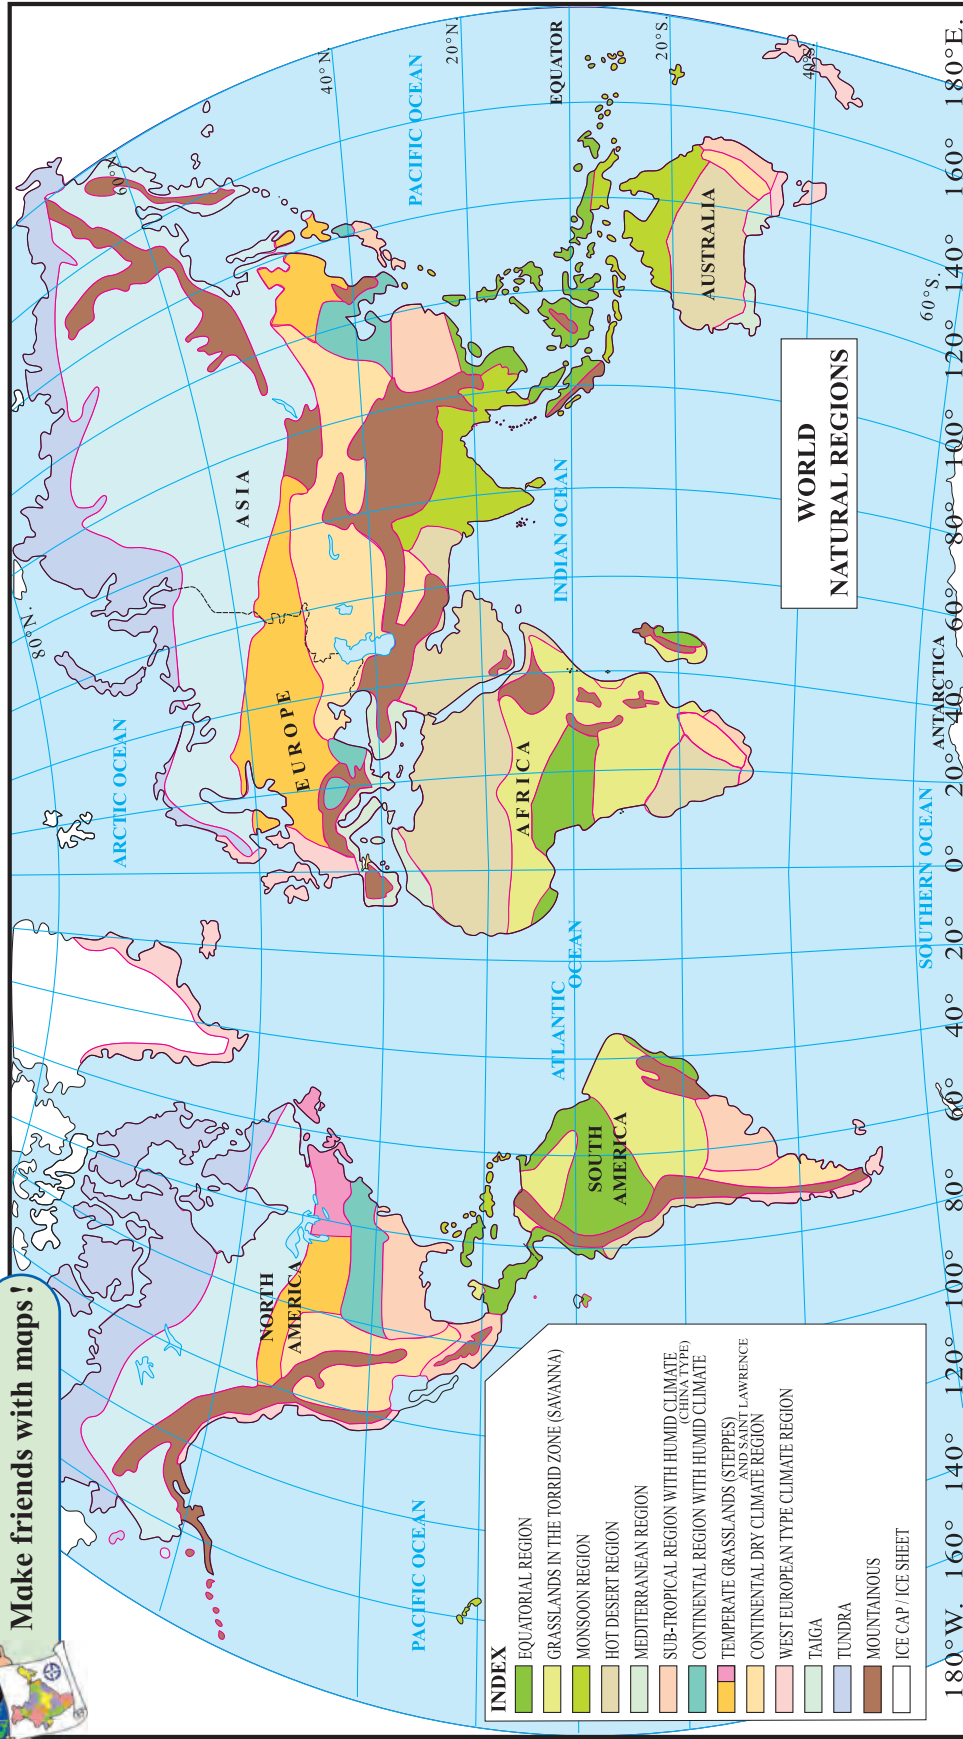 Make friends with maps!
180°W. 160° 140° 120° 100° 80° 60° 40° 20° 0° 20° 40° 60° 80° 100° 120° 140° 160° 180°E.
80°N.
60°N.
40°N.
20°N.
EQUATOR
20°S.
40°S.
60°S.
ARCTIC OCEAN
PACIFIC OCEAN
PACIFIC OCEAN
ATLANTIC
OCEAN
INDIAN OCEAN
SOUTHERN OCEAN
NORTH
AMERICA
SOUTH
AMERICA
EUROPE
ASIA
AFRICA
AUSTRALIA
ANTARCTICA
WORLD
NATURAL REGIONS
INDEX
EQUATORIAL REGION
GRASSLANDS IN THE TORRID ZONE (SAVANNA)
MONSOON REGION
HOT DESERT REGION
MEDITERRANEAN REGION
SUB-TROPICAL REGION WITH HUMID CLIMATE
(CHINA TYPE)
CONTINENTAL REGION WITH HUMID CLIMATE
TEMPERATE GRASSLANDS (STEPPES)
AND SAINT LAWRENCE
CONTINENTAL DRY CLIMATE REGION
WEST EUROPEAN TYPE CLIMATE REGION
TAIGA
TUNDRA
MOUNTAINOUS
ICE CAP / ICE SHEET